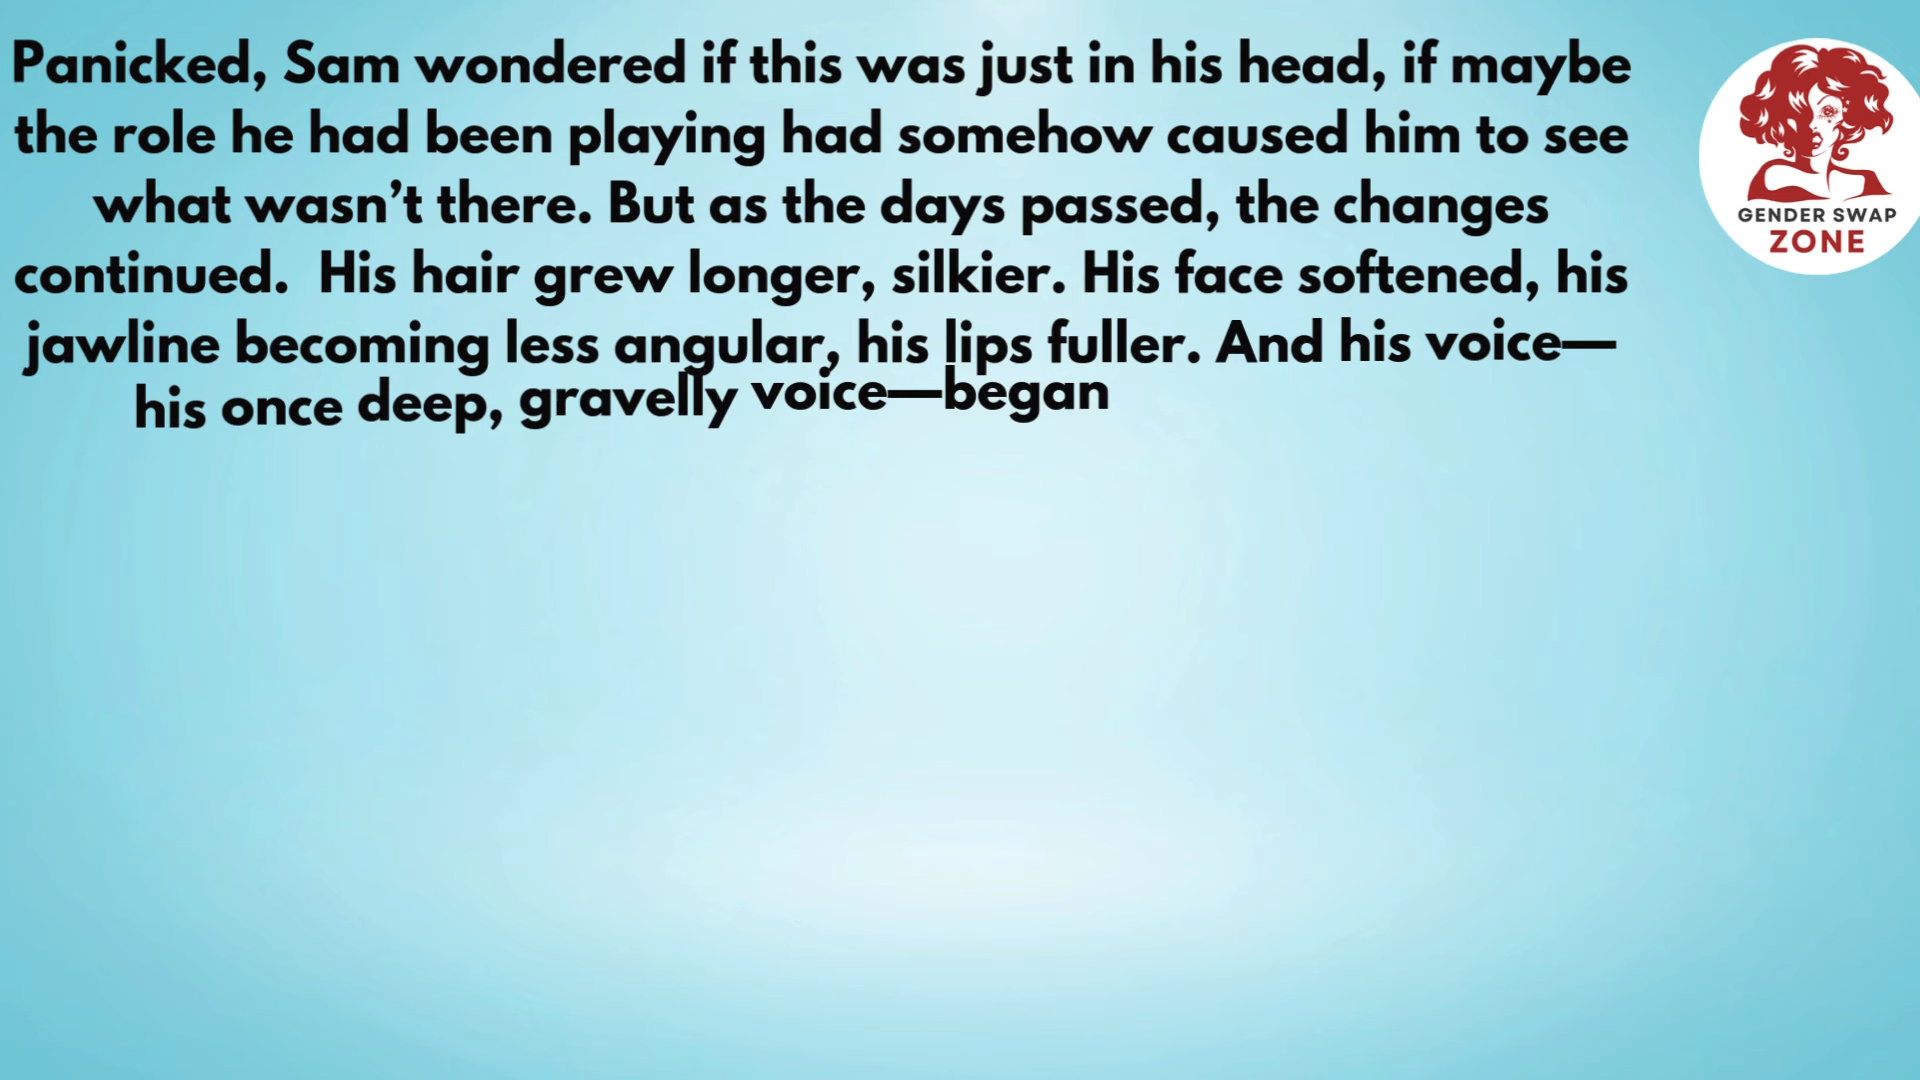 Panicked, Sam wondered if this was just in his head, if maybe
the role he had been playing had somehow caused him to see
what wasn’t there. But as the days passed, the changes
continued.  His hair grew longer, silkier. His face softened, his
jawline becoming less angular, his lips fuller. And his voice—
his once deep, gravelly voice—began
GENDER SWAP
ZONE